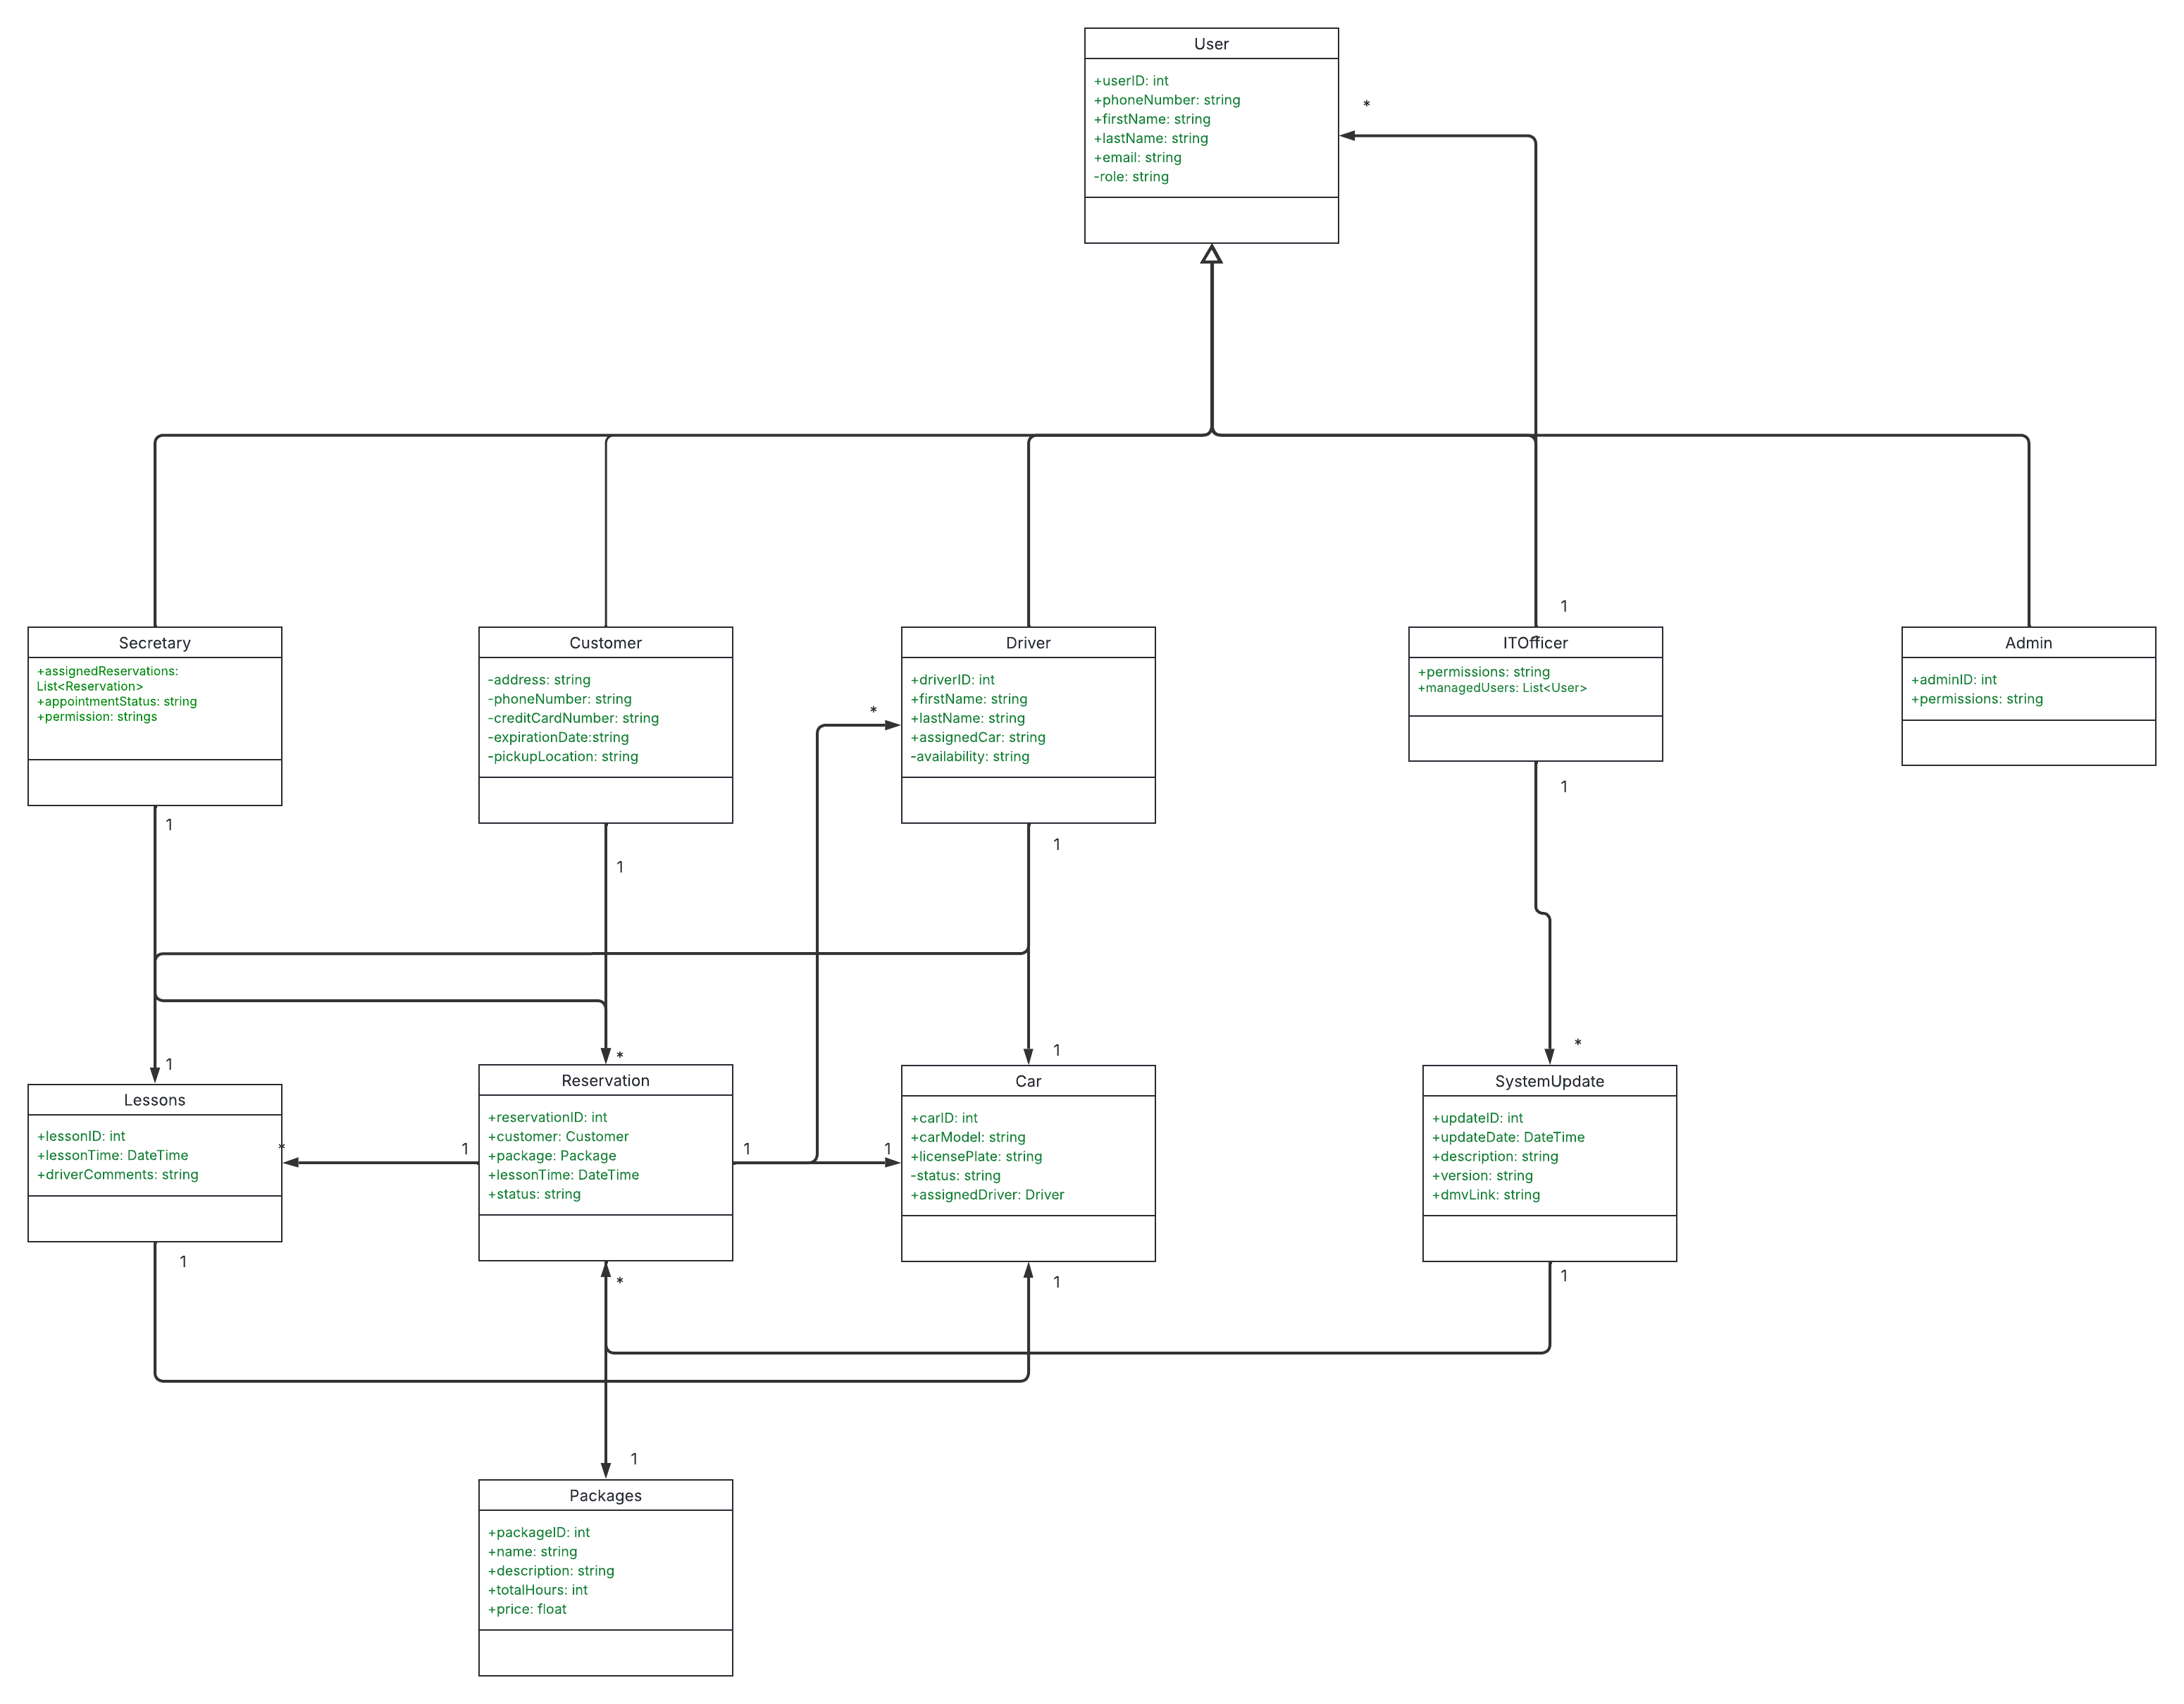 User
+userID: int
+phoneNumber: string
+firstName: string
+lastName: string
+email: string
-role: string
*
1
Secretary
+assignedReservations:
List<Reservation>
+appointmentStatus: string
+permission: strings
Customer
-address: string
-phoneNumber: string
-creditCardNumber: string
-expirationDate:string
-pickupLocation: string
Driver
+driverID: int
+firstName: string
+lastName: string
+assignedCar: string
-availability: string
*
ITOfficer
+permissions: string
+managedUsers: List<User>
Admin
+adminID: int
+permissions: string
1
1
1
1
1
*
1
*
Lessons
+lessonID: int
+lessonTime: DateTime
+driverComments: string
*
1
Reservation
+reservationID: int
+customer: Customer
+package: Package
+lessonTime: DateTime
+status: string
1
1
Car
+carID: int
+carModel: string
+licensePlate: string
-status: string
+assignedDriver: Driver
SystemUpdate
+updateID: int
+updateDate: DateTime
+description: string
+version: string
+dmvLink: string
1
*
1
1
1
Packages
+packageID: int
+name: string
+description: string
+totalHours: int
+price: float